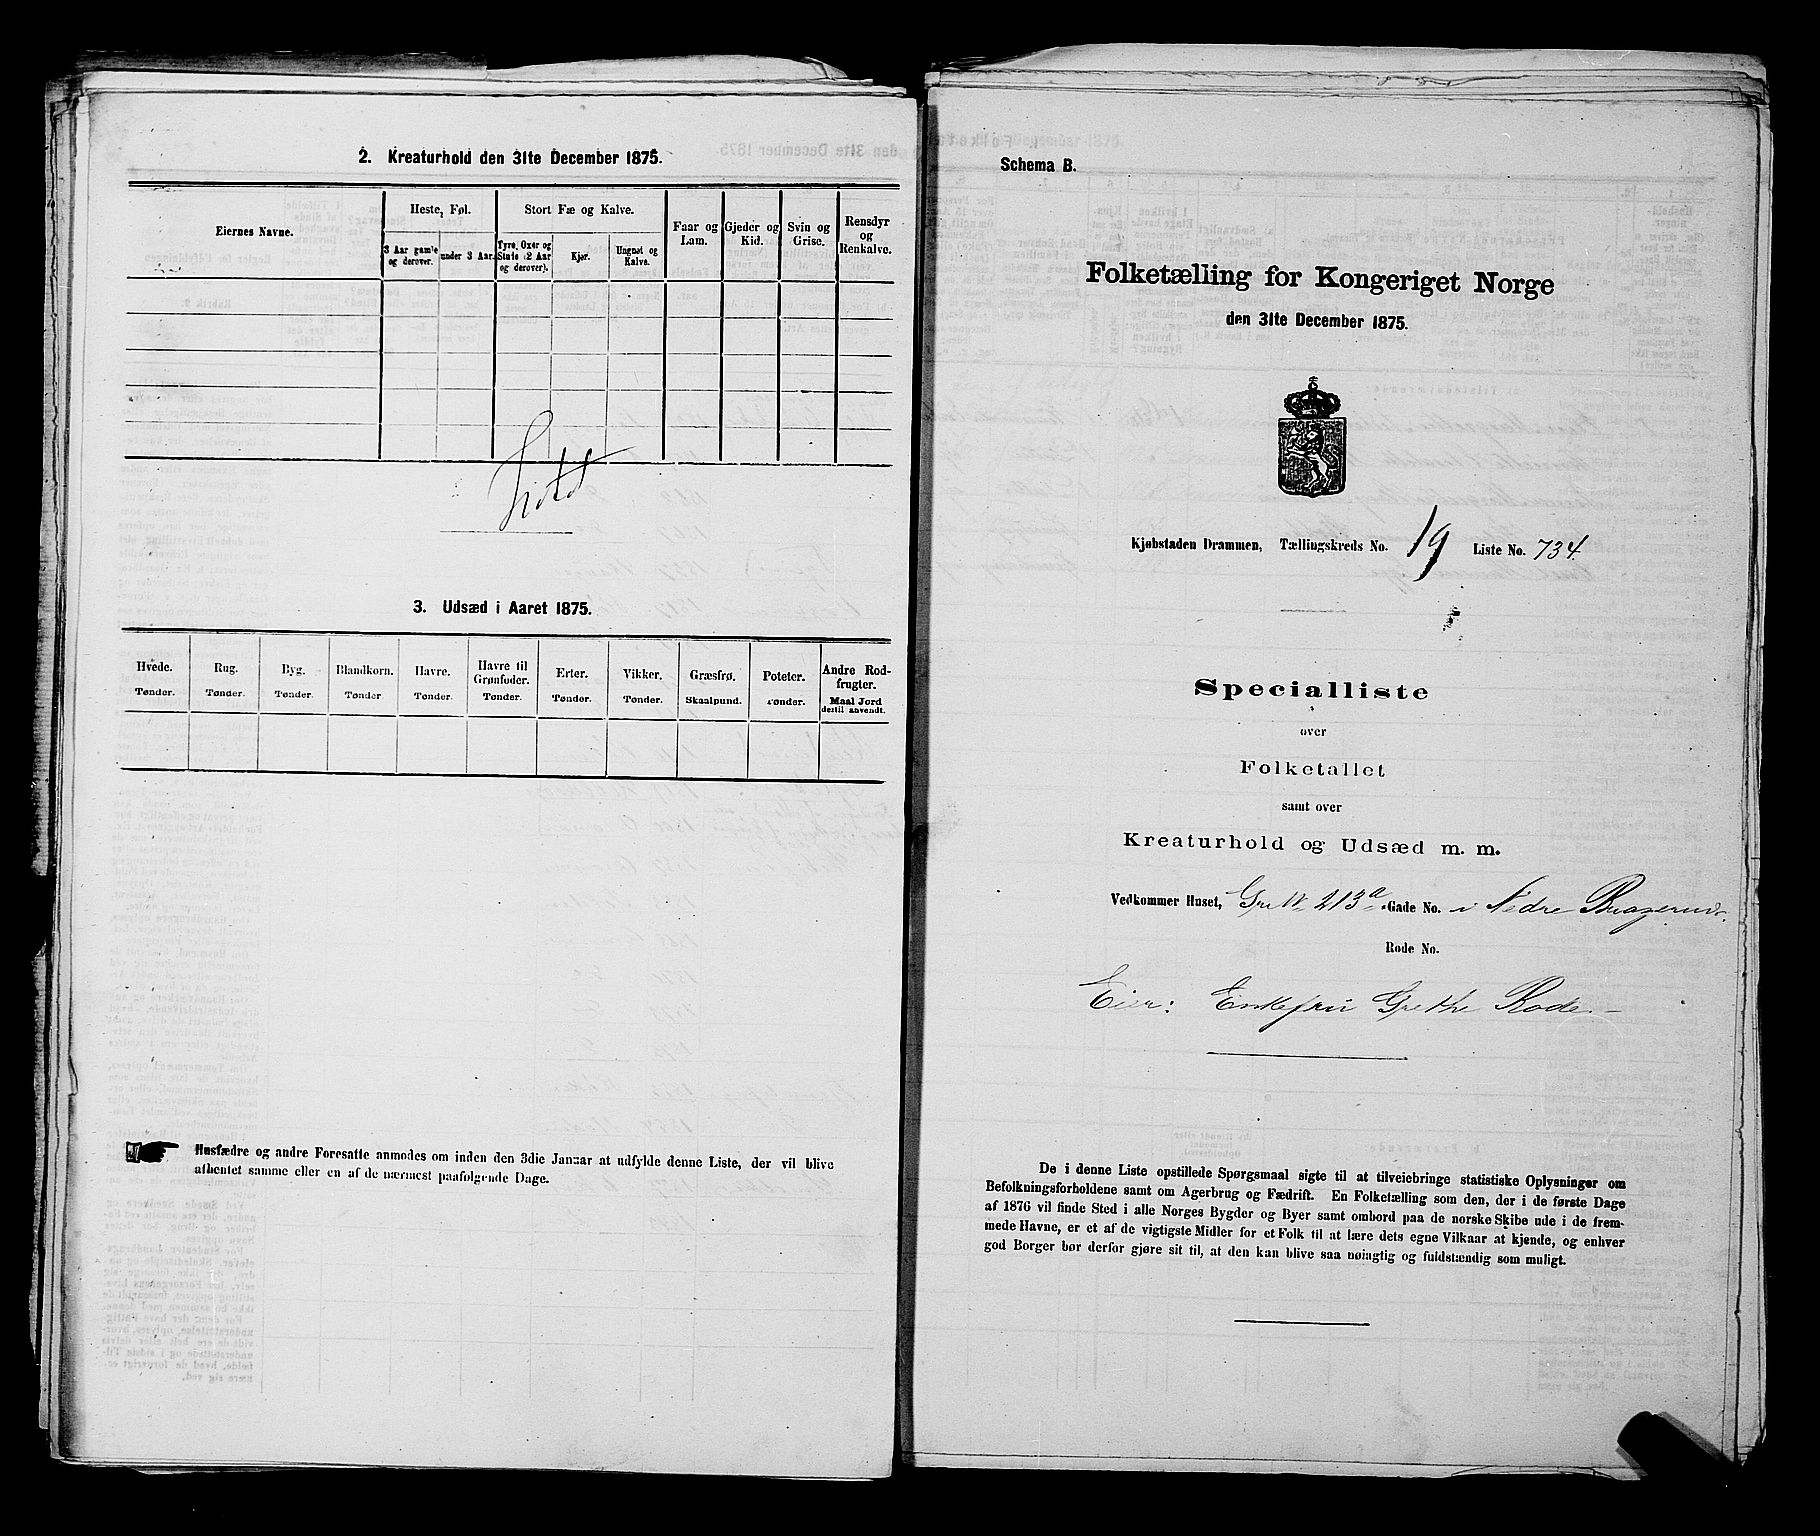 2. Kreaturhold den 31te December 1875.
Eiernes Navne.
Heste, Føl.
3 Aar gamle og derover.
under 3 Aar.
Stort Fæ og Kalve.
Tyre, Oxer og Stude (2 Aar og derover).
Kjør.
Ungnøt og Kalve.
Faar og Lam.
Gjeder og Kid.
Svin og Grise.
Rensdyr og Renkalve.
3. Udsæd i Aaret 1875.
Hvede. Tønder.
Rug. Tønder.
Byg. Tønder.
Blandkorn. Tønder.
Havre. Tønder.
Havre til Grønfoder. Tønder.
Erter. Tønder.
Vikker. Tønder.
Græsfrø. Skaalpund.
Poteter. Tønder.
Andre Rodfrugter. Maal Jord dertil anvendt.
Husfædre og andre Foresatte anmodes om inden den 3die Januar at udfylde denne Liste, der vil blive
afhentet samme eller en af de nærmest paafølgende Dage.
Schema B.
Folketælling for Kongeriget Norge
den 31te December 1875.
Kjøbstaden Drammen, Tællingskreds No. 19 Liste No. 734.
Specialliste
over
Folketallet
samt over
Kreaturhold og Udsæd m. m.
Vedkommer Huset, Gr. N. 213a Gade No. i Nedre Bragernes.
Rode No.
Eier: Enkefru Grethe Rode.
De i denne Liste opstillede Spørgsmaal sigte til at tilveiebringe statistiske Oplysninger om
Befolkningsforholdene samt om Agerbrug og Fædrift. En Folketælling som den, der i de første Dage
af 1876 vil finde Sted i alle Norges Bygder og Byer samt ombord paa de norske Skibe ude i de frem-
mede Havne, er et af de vigtigste Midler for et Folk til at lære dets egne Vilkaar at kjende, og enhver
god Borger bør derfor gjøre sit til, at den kan blive saa nøiagtig og fuldstændig som muligt.